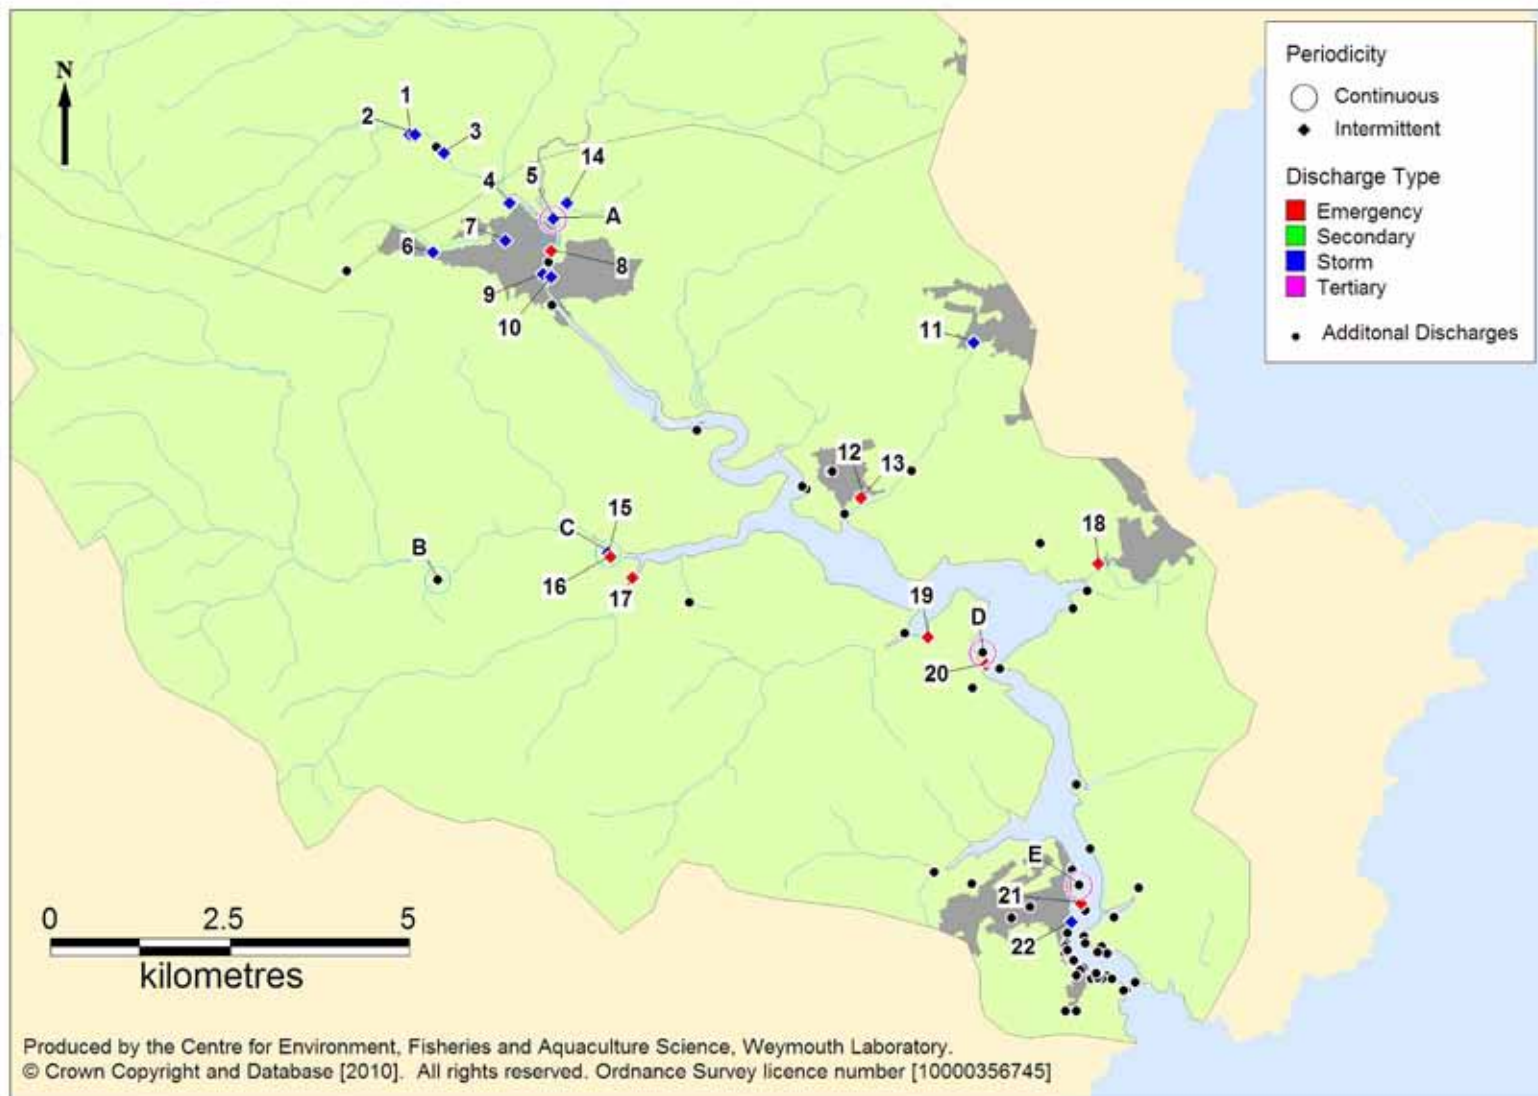 N
1
2
3
14
4
5
A
7
6
8
9
10
11
12
13
15
C
B
16
17
18
19
D
20
E
21
22
0 2.5 5
kilometres
Periodicity
Continuous
Intermittent
Discharge Type
Emergency
Secondary
Storm
Tertiary
Additonal Discharges
Produced by the Centre for Environment, Fisheries and Aquaculture Science, Weymouth Laboratory.
© Crown Copyright and Database [2010]. All rights reserved. Ordnance Survey licence number [10000356745]